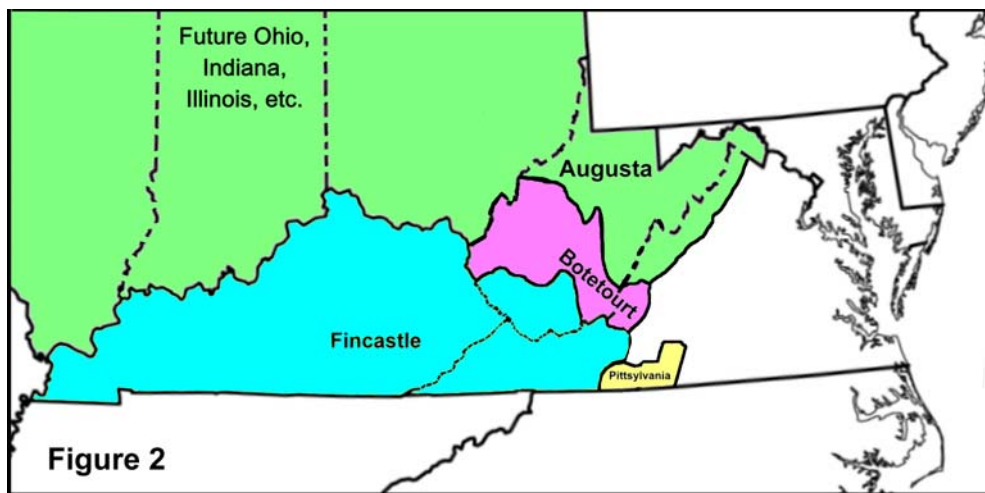 Future Ohio,
Indiana,
Illinois, etc.
Augusta
Botetourt
Fincastle
Pittsylvania
Figure 2